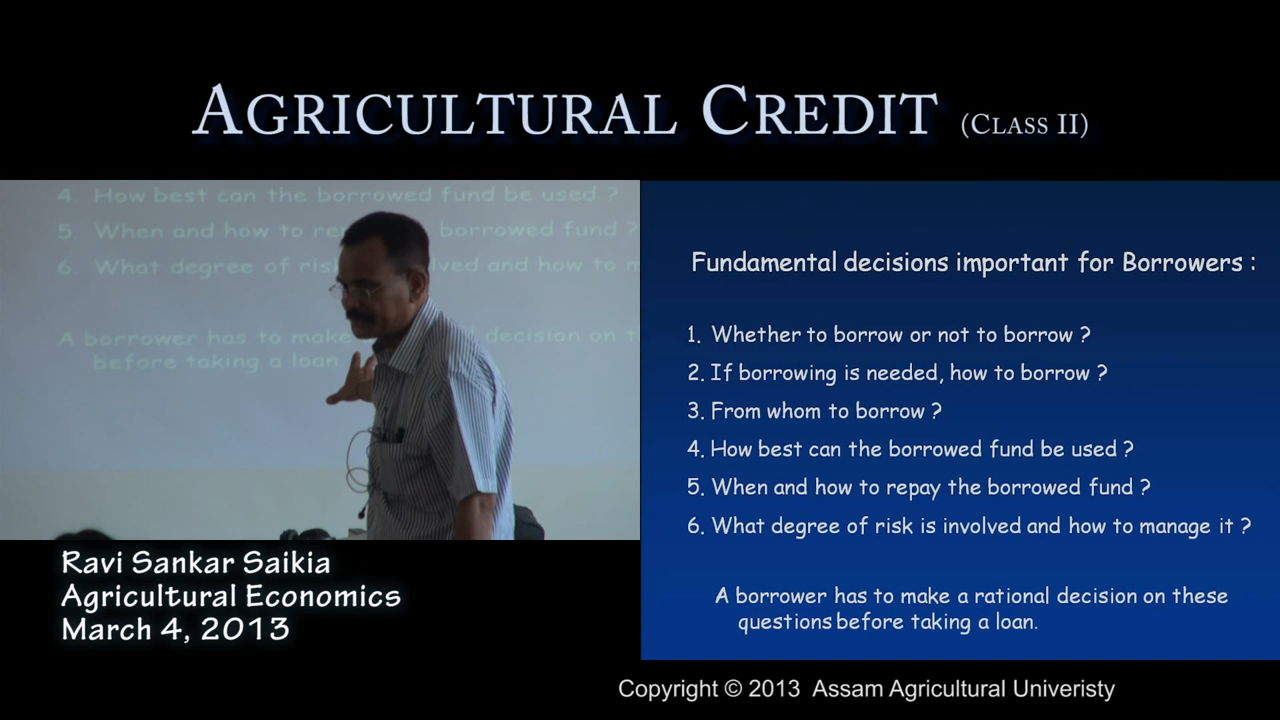 AGRICULTURAL CREDIT (CLASS II)
4. How best can the borrowed fund be used ?
5. When and how to borrowed fund ?
6. What degree of and how to
A borrower has to make decision on
before taking a loan
Fundamental decisions important for Borrowers :
1. Whether to borrow or not to borrow ?
2. If borrowing is needed, how to borrow ?
3. From whom to borrow ?
4. How best can the borrowed fund be used ?
5. When and how to repay the borrowed fund ?
6. What degree of risk is involved and how to manage it ?
A borrower has to make a rational decision on these
questions before taking a loan.
Ravi Sankar Saikia
Agricultural Economics
March 4, 2013
Copyright © 2013 Assam Agricultural Univeristy